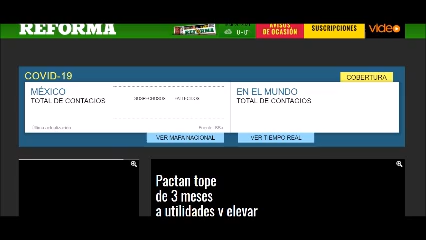 REFORMA
REFORMA
AVISOS
DE OCASIÓN
SUSCRIPCIONES
video
COVID-19
COBERTURA
MÉXICO
TOTAL DE CONTAGIOS
EN EL MUNDO
TOTAL DE CONTAGIOS
VER MAPA NACIONAL
VER TIEMPO REAL
Pactan tope
de 3 meses
a utilidades y elevar